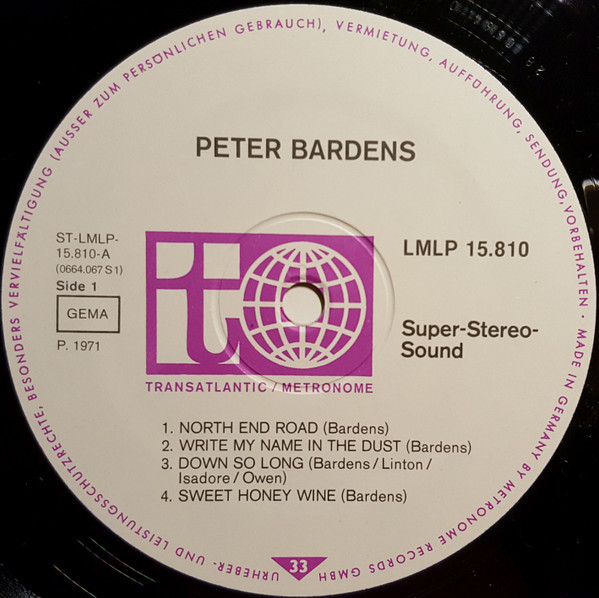 URHEBER- UND LEISTUNGSSCHUTZRECHTE, BESONDERS VERVIELFÄLTIGUNG (AUSSER ZUM PERSÖNLICHEN GEBRAUCH), VERMIETUNG, AUFFÜHRUNG, SENDUNG, VORBEHALTEN · MADE IN GERMANY BY METRONOME RECORDS GMBH
PETER BARDENS
ST-LMLP-
15.810-A
(0664.067 S1)
Side 1
GEMA
P. 1971
LMLP 15.810
Super-Stereo-
Sound
t
TRANSATLANTIC / METRONOME
1. NORTH END ROAD (Bardens)
2. WRITE MY NAME IN THE DUST (Bardens)
3. DOWN SO LONG (Bardens / Linton /
Isadore / Owen)
4. SWEET HONEY WINE (Bardens)
33